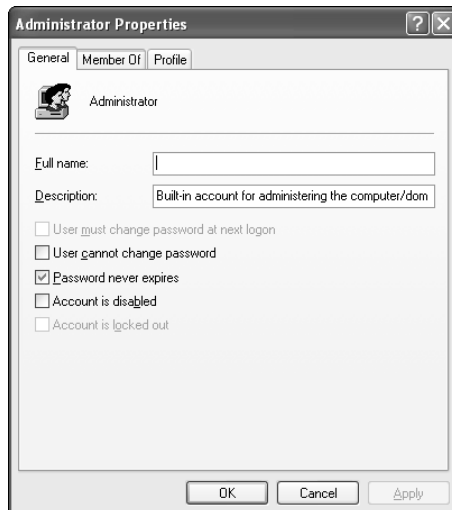 Administrator Properties
General Member Of Profile
Administrator
Full name:
Description: Built-in account for administering the computer/dom
User must change password at next logon
User cannot change password
Password never expires
Account is disabled
Account is locked out
OK Cancel Apply